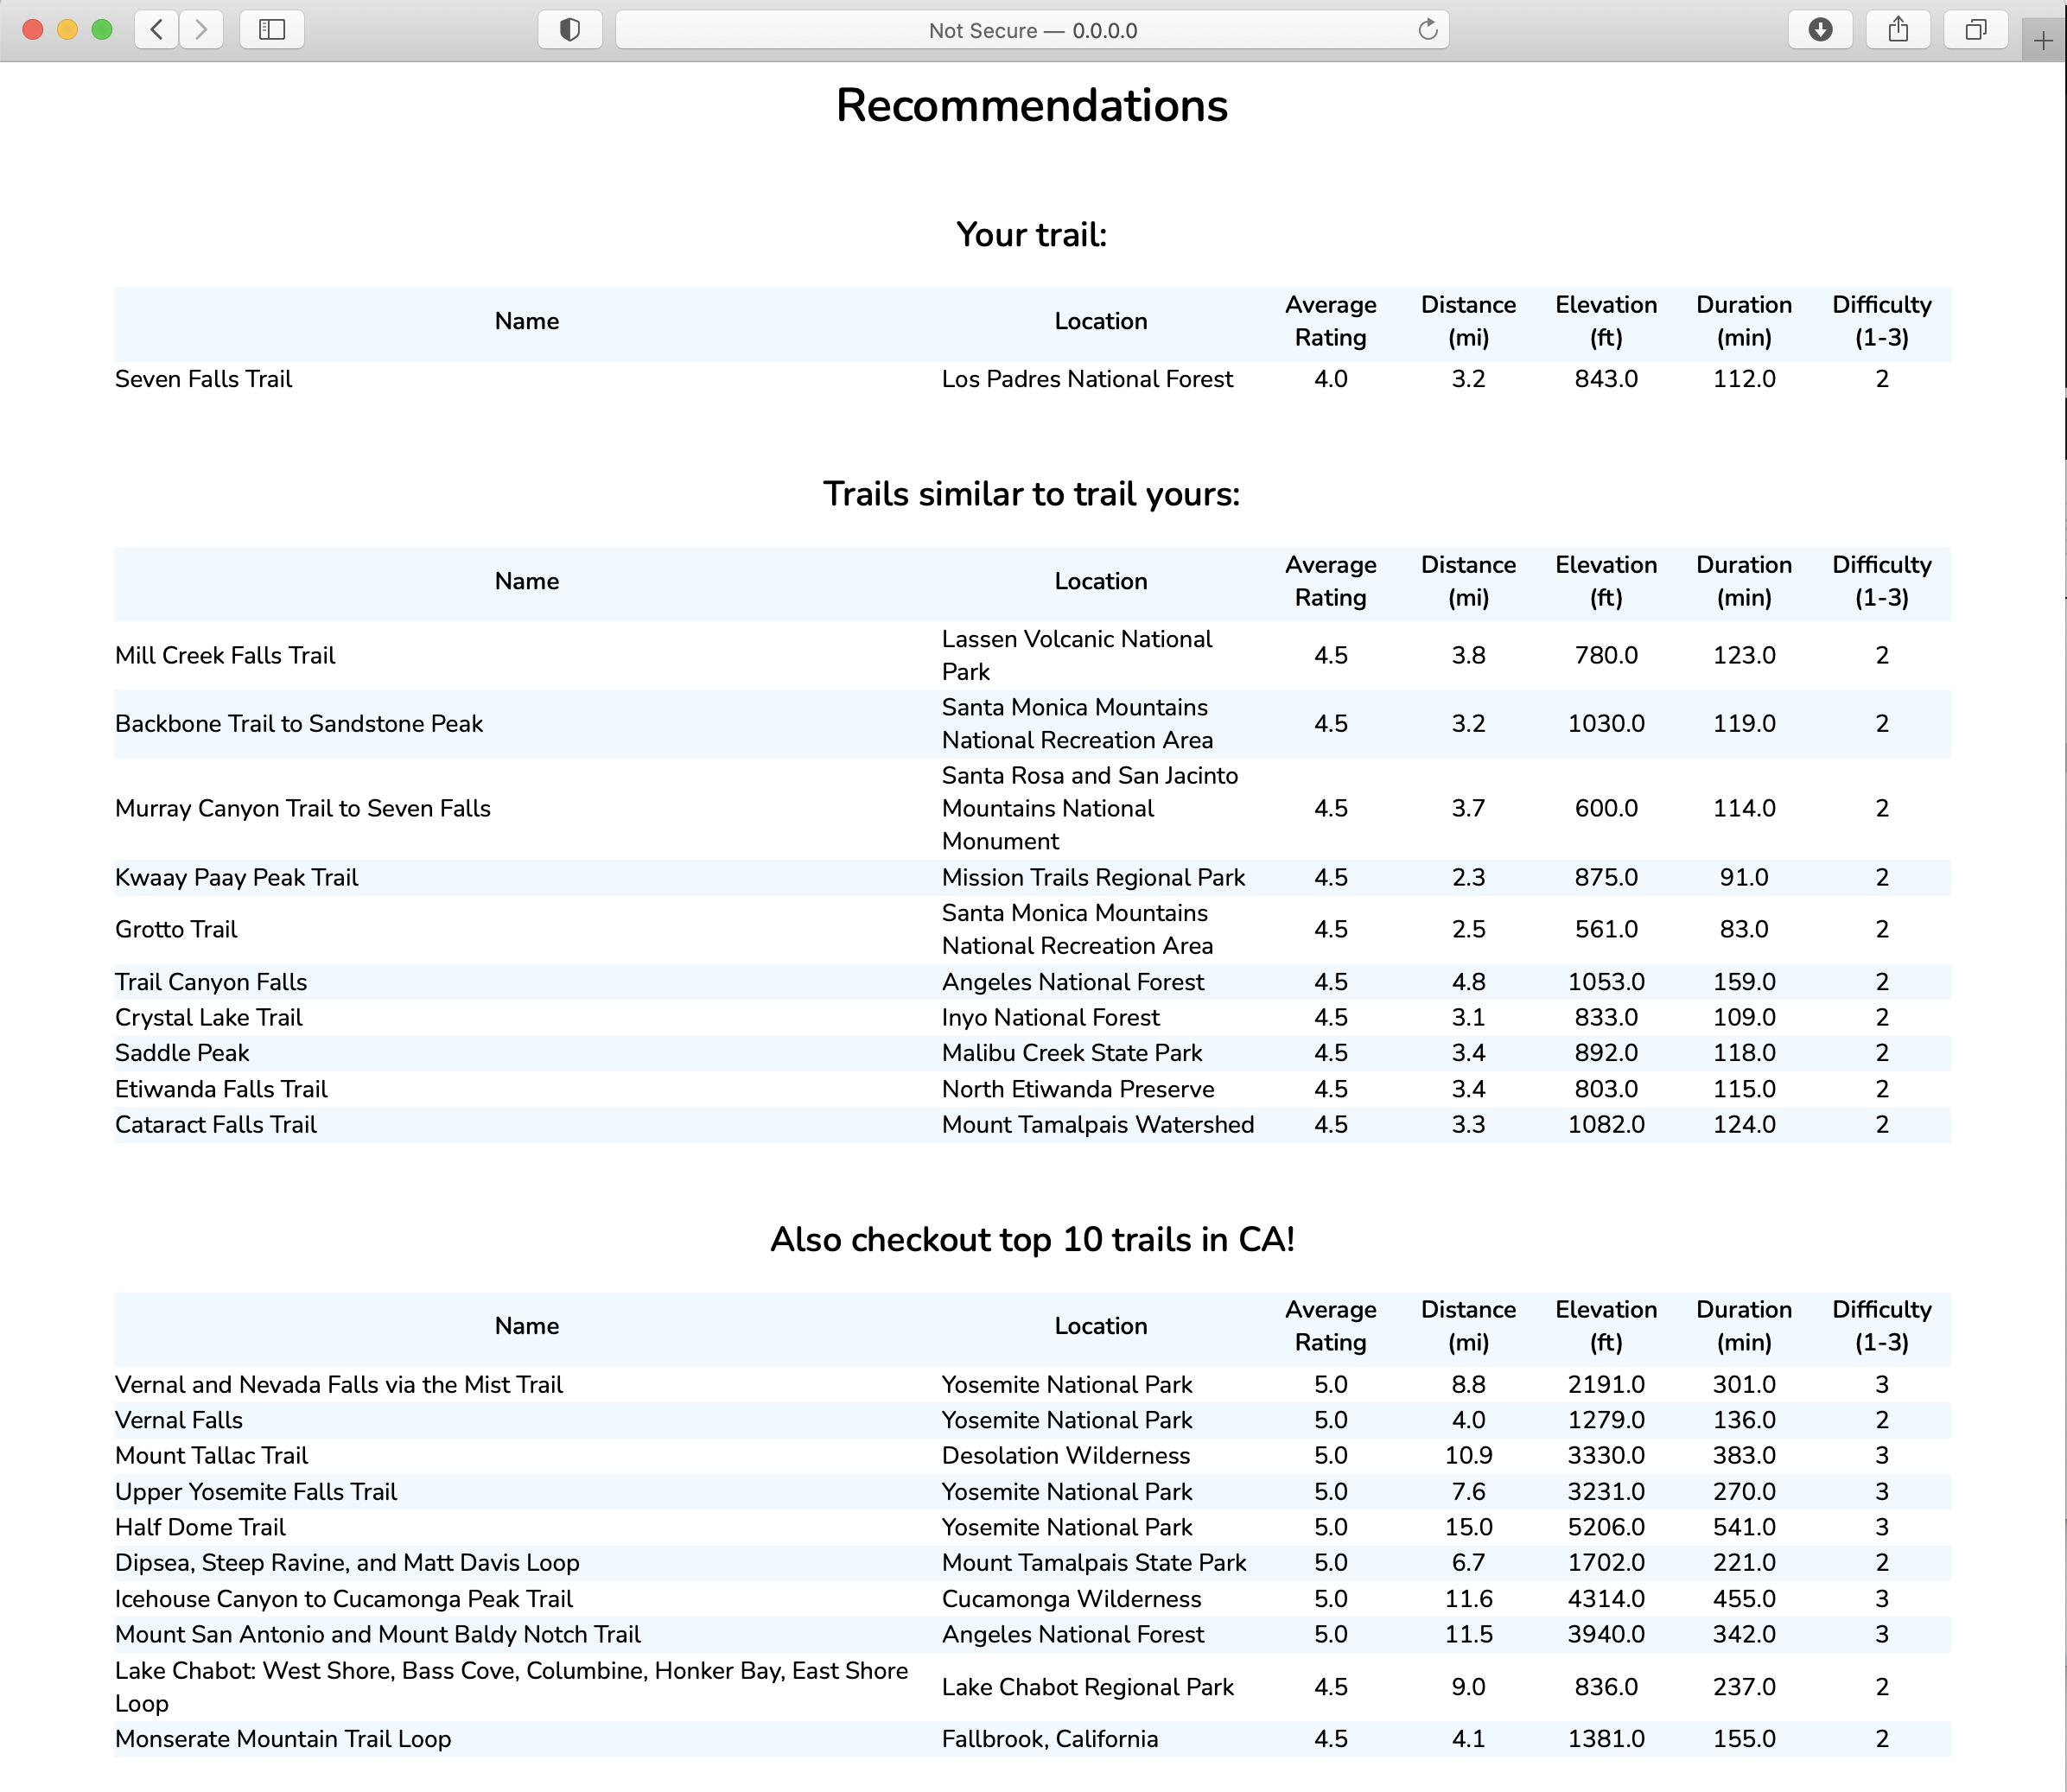 Not Secure — 0.0.0.0
Recommendations
Your trail:
Name Location Average Rating Distance (mi) Elevation (ft) Duration (min) Difficulty (1-3)
Seven Falls Trail Los Padres National Forest 4.0 3.2 843.0 112.0 2
Trails similar to trail yours:
Name Location Average Rating Distance (mi) Elevation (ft) Duration (min) Difficulty (1-3)
Mill Creek Falls Trail Lassen Volcanic National Park 4.5 3.8 780.0 123.0 2
Backbone Trail to Sandstone Peak Santa Monica Mountains National Recreation Area 4.5 3.2 1030.0 119.0 2
Murray Canyon Trail to Seven Falls Santa Rosa and San Jacinto Mountains National Monument 4.5 3.7 600.0 114.0 2
Kwaay Paay Peak Trail Mission Trails Regional Park 4.5 2.3 875.0 91.0 2
Grotto Trail Santa Monica Mountains National Recreation Area 4.5 2.5 561.0 83.0 2
Trail Canyon Falls Angeles National Forest 4.5 4.8 1053.0 159.0 2
Crystal Lake Trail Inyo National Forest 4.5 3.1 833.0 109.0 2
Saddle Peak Malibu Creek State Park 4.5 3.4 892.0 118.0 2
Etiwanda Falls Trail North Etiwanda Preserve 4.5 3.4 803.0 115.0 2
Cataract Falls Trail Mount Tamalpais Watershed 4.5 3.3 1082.0 124.0 2
Also checkout top 10 trails in CA!
Name Location Average Rating Distance (mi) Elevation (ft) Duration (min) Difficulty (1-3)
Vernal and Nevada Falls via the Mist Trail Yosemite National Park 5.0 8.8 2191.0 301.0 3
Vernal Falls Yosemite National Park 5.0 4.0 1279.0 136.0 2
Mount Tallac Trail Desolation Wilderness 5.0 10.9 3330.0 383.0 3
Upper Yosemite Falls Trail Yosemite National Park 5.0 7.6 3231.0 270.0 3
Half Dome Trail Yosemite National Park 5.0 15.0 5206.0 541.0 3
Dipsea, Steep Ravine, and Matt Davis Loop Mount Tamalpais State Park 5.0 6.7 1702.0 221.0 2
Icehouse Canyon to Cucamonga Peak Trail Cucamonga Wilderness 5.0 11.6 4314.0 455.0 3
Mount San Antonio and Mount Baldy Notch Trail Angeles National Forest 5.0 11.5 3940.0 342.0 3
Lake Chabot: West Shore, Bass Cove, Columbine, Honker Bay, East Shore Loop Lake Chabot Regional Park 4.5 9.0 836.0 237.0 2
Monserate Mountain Trail Loop Fallbrook, California 4.5 4.1 1381.0 155.0 2